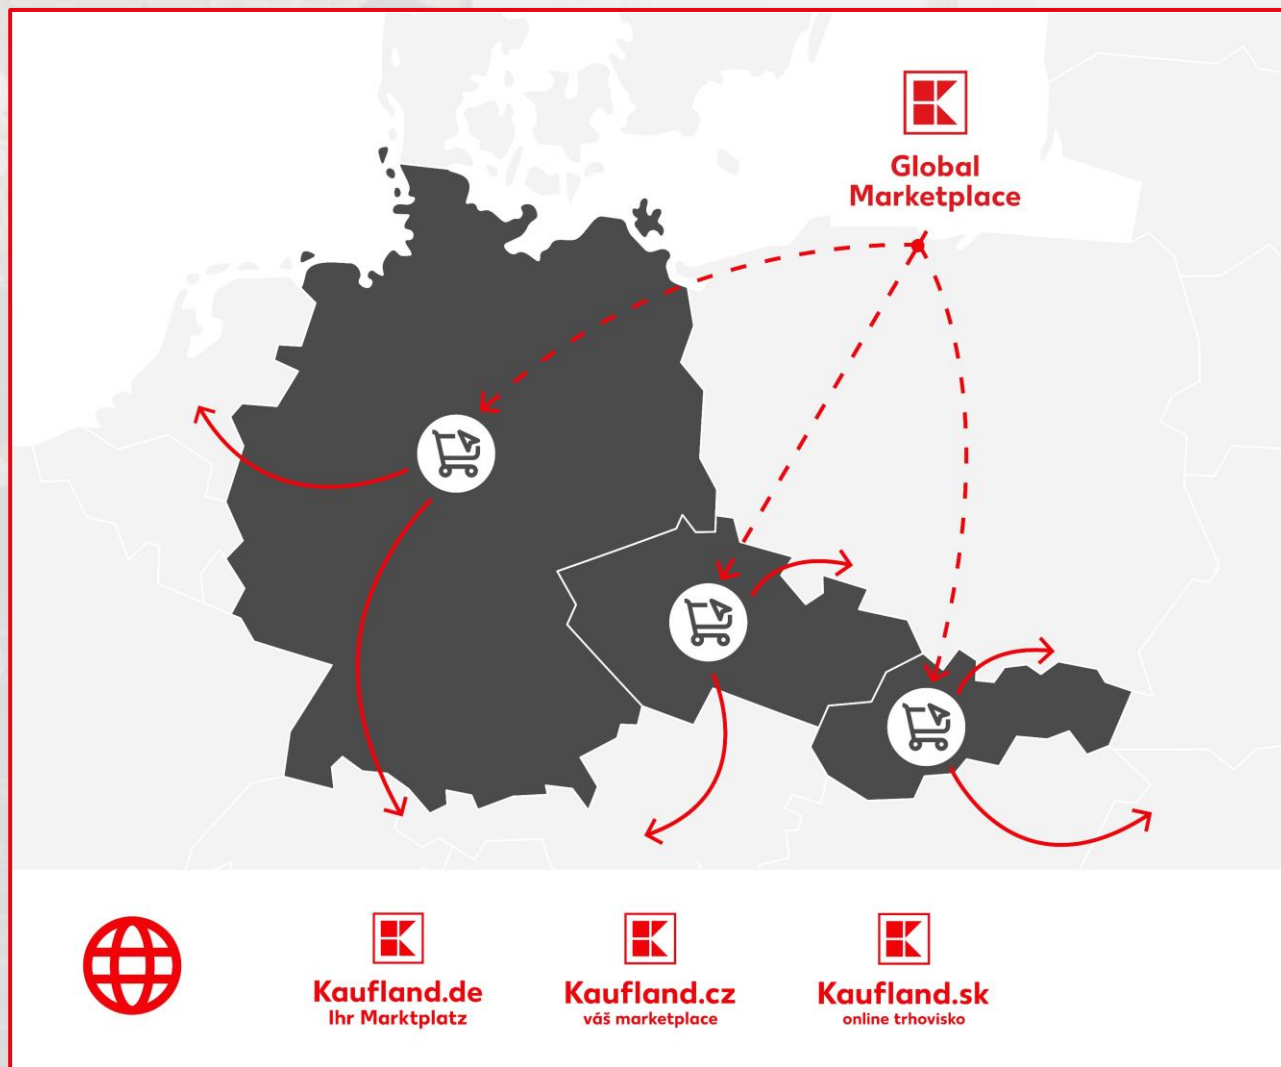 Global
Marketplace
Kaufland.de
Ihr Marktplatz
Kaufland.cz
váš marketplace
Kaufland.sk
online trhovisko